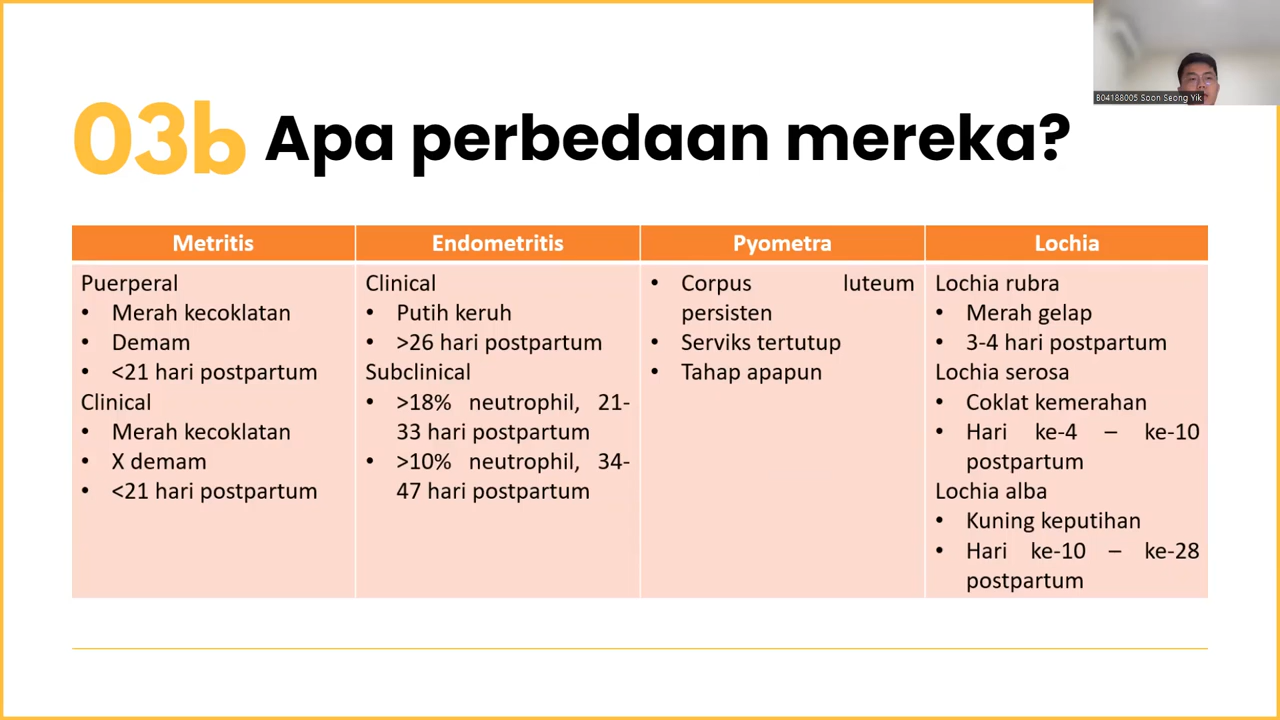 B04188005 Soon Seong Yik
03b Apa perbedaan mereka?
Metritis
Puerperal
• Merah kecoklatan
• Demam
• <21 hari postpartum
Clinical
• Merah kecoklatan
• X demam
• <21 hari postpartum
Endometritis
Clinical
• Putih keruh
• >26 hari postpartum
Subclinical
• >18% neutrophil, 21-
33 hari postpartum
• >10% neutrophil, 34-
47 hari postpartum
Pyometra
• Corpus luteum
persisten
• Serviks tertutup
• Tahap apapun
Lochia
Lochia rubra
• Merah gelap
• 3-4 hari postpartum
Lochia serosa
• Coklat kemerahan
• Hari ke-4 – ke-10
postpartum
Lochia alba
• Kuning keputihan
• Hari ke-10 – ke-28
postpartum